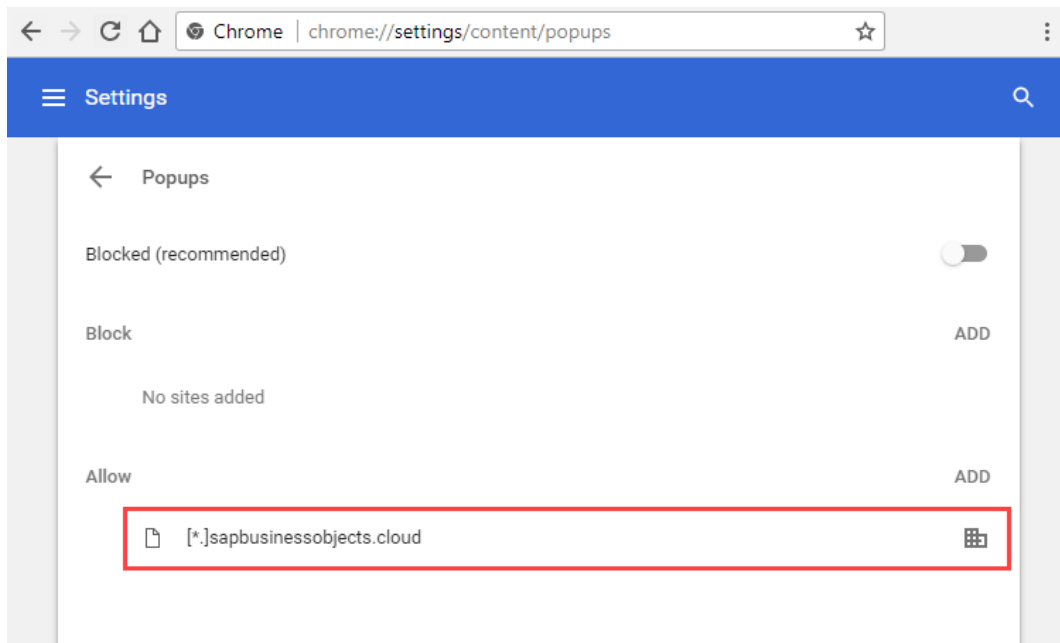 Chrome | chrome://settings/content/popups
Settings
Popups
Blocked (recommended)
Block ADD
No sites added
Allow ADD
[*.]sapbusinessobjects.cloud